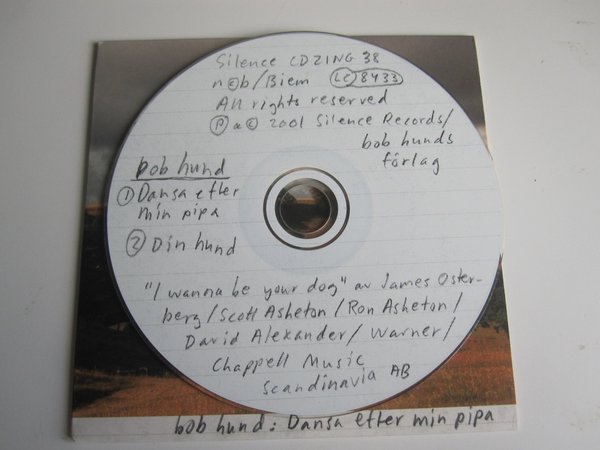 Silence CDZING 38
n©b/Biem LC 8433
All rights reserved
Ⓟ & © 2001 Silence Records/
bob hunds
förlag
bob hund
① Dansa efter
min pipa
② Din hund
"I wanna be your dog" av James Oster-
berg/Scott Asheton/Ron Asheton/
David Alexander/Warner/
Chappell Music
Scandinavia AB
bob hund: Dansa efter min pipa